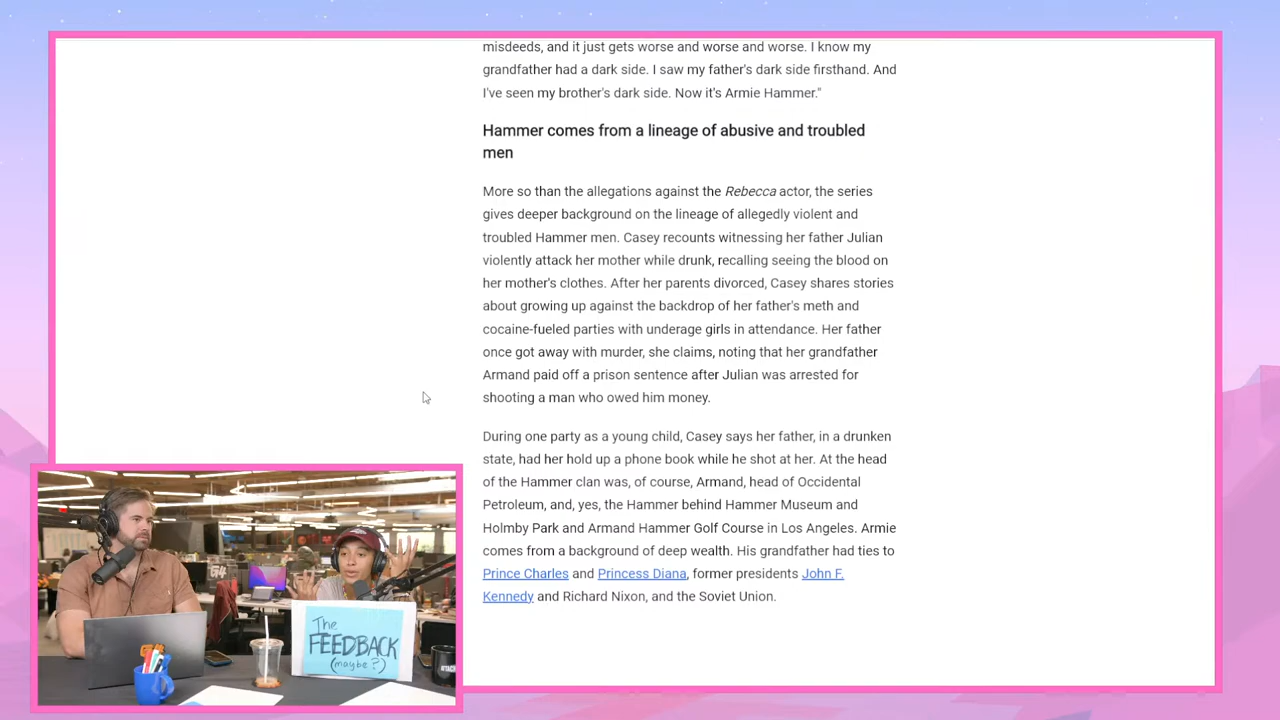 misdeeds, and it just gets worse and worse and worse. I know my
grandfather had a dark side. I saw my father's dark side firsthand. And
I've seen my brother's dark side. Now it's Armie Hammer."
Hammer comes from a lineage of abusive and troubled
men
More so than the allegations against the Rebecca actor, the series
gives deeper background on the lineage of allegedly violent and
troubled Hammer men. Casey recounts witnessing her father Julian
violently attack her mother while drunk, recalling seeing the blood on
her mother's clothes. After her parents divorced, Casey shares stories
about growing up against the backdrop of her father's meth and
cocaine-fueled parties with underage girls in attendance. Her father
once got away with murder, she claims, noting that her grandfather
Armand paid off a prison sentence after Julian was arrested for
shooting a man who owed him money.
During one party as a young child, Casey says her father, in a drunken
state, had her hold up a phone book while he shot at her. At the head
of the Hammer clan was, of course, Armand, head of Occidental
Petroleum, and, yes, the Hammer behind Hammer Museum and
Holmby Park and Armand Hammer Golf Course in Los Angeles. Armie
comes from a background of deep wealth. His grandfather had ties to
Prince Charles and Princess Diana, former presidents John F.
Kennedy and Richard Nixon, and the Soviet Union.
The
FEEDBACK
(maybe?)
G4